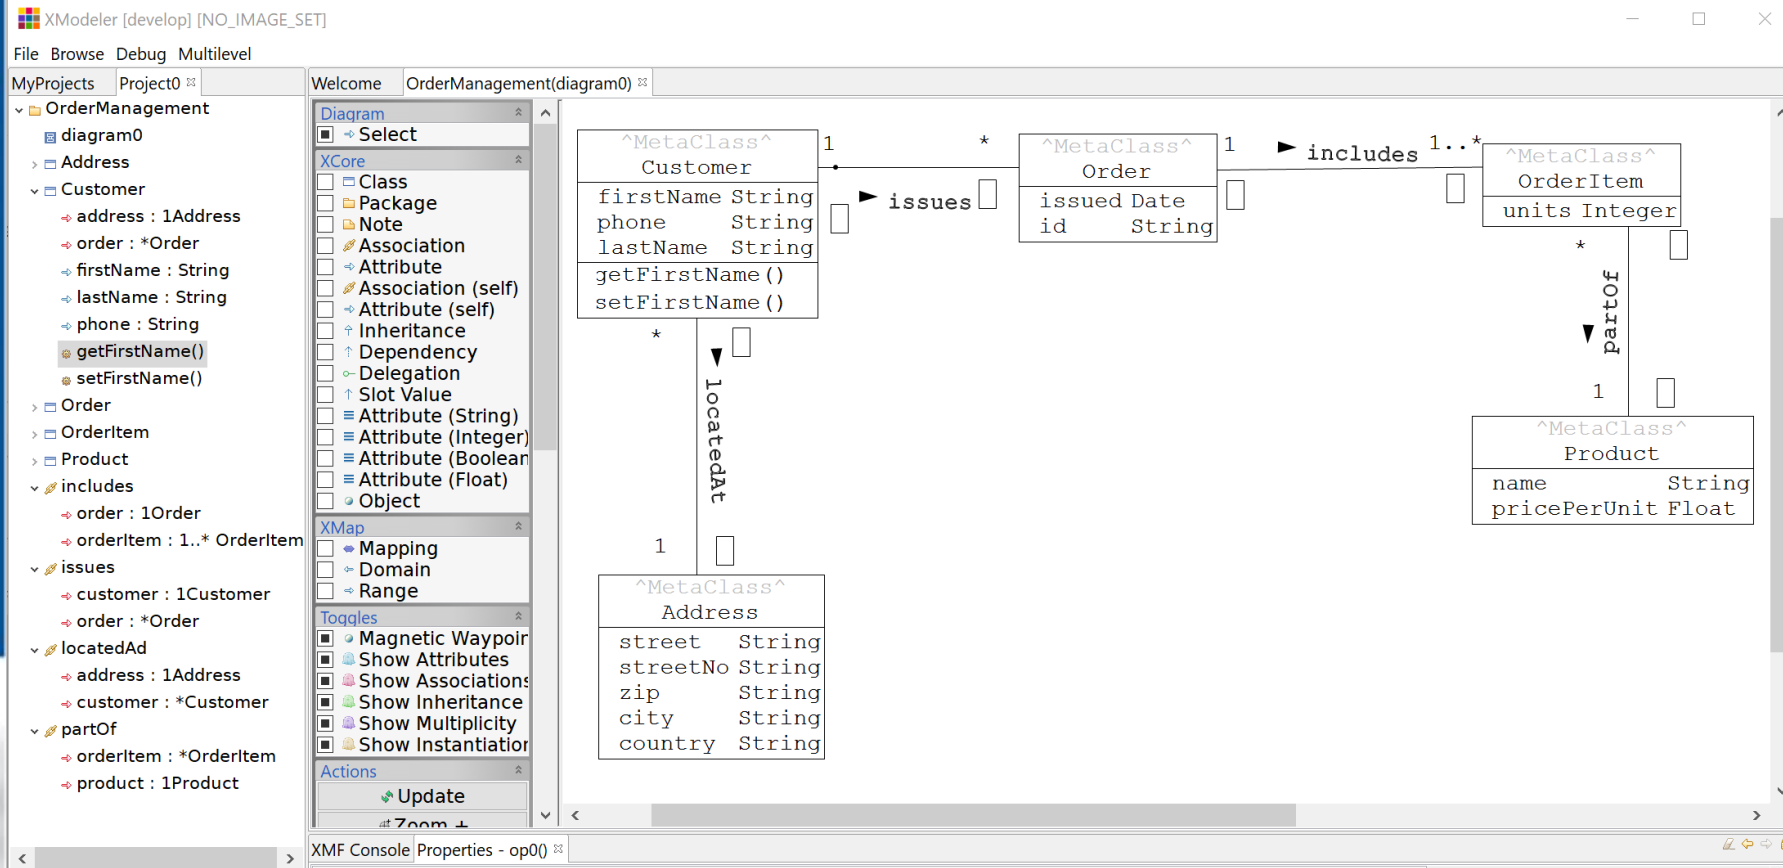 XModeler [develop] [NO_IMAGE_SET]
File Browse Debug Multilevel
MyProjects Project0
OrderManagement
diagram0
Address
Customer
address : 1Address
order : *Order
firstName : String
lastName : String
phone : String
getFirstName()
setFirstName()
Order
OrderItem
Product
includes
order : 1Order
orderItem : 1..* OrderItem
issues
customer : 1Customer
order : *Order
locatedAd
address : 1Address
customer : *Customer
partOf
orderItem : *OrderItem
product : 1Product
Welcome OrderManagement(diagram0)
Diagram
Select
XCore
Class
Package
Note
Association
Attribute
Association (self)
Attribute (self)
Inheritance
Dependency
Delegation
Slot Value
Attribute (String)
Attribute (Integer)
Attribute (Boolean
Attribute (Float)
Object
XMap
Mapping
Domain
Range
Toggles
Magnetic Waypoin
Show Attributes
Show Associations
Show Inheritance
Show Multiplicity
Show Instantiation
Actions
Update
Zoom +
^MetaClass^
Customer
firstName String
phone String
lastName String
getFirstName()
setFirstName()
1 *
issues
^MetaClass^
Order
issued Date
id String
1 includes 1..*
^MetaClass^
OrderItem
units Integer
*
partOf
1
^MetaClass^
Product
name String
pricePerUnit Float
*
locatedAt
1
^MetaClass^
Address
street String
streetNo String
zip String
city String
country String
XMF Console Properties - op0()